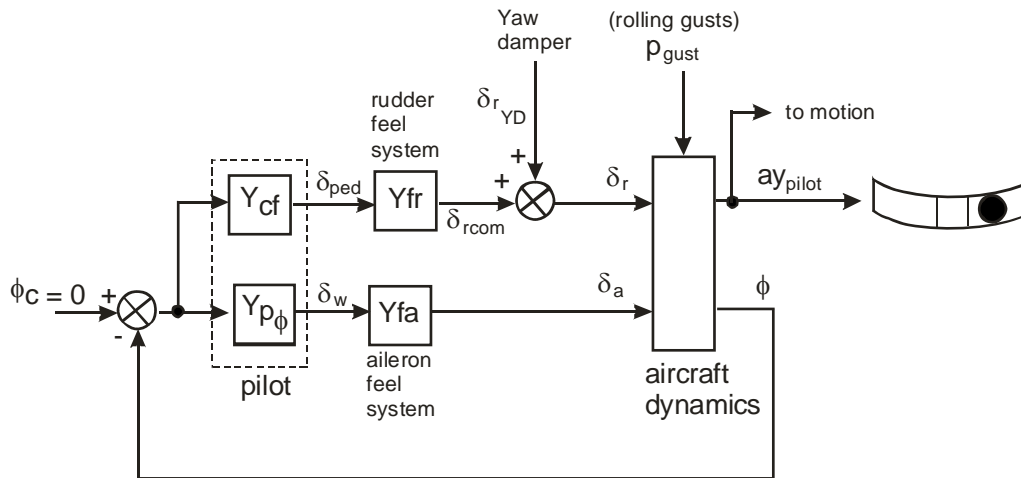 Yaw
damper
(rolling gusts)
p_gust
rudder
feel
system
δ_r_YD
to motion
+
+
Y_cf
δ_ped
Yfr
δ_rcom
δ_r
ay_pilot
ϕ_c = 0
+
-
Y_p_ϕ
δ_w
Yfa
δ_a
ϕ
pilot
aileron
feel
system
aircraft
dynamics